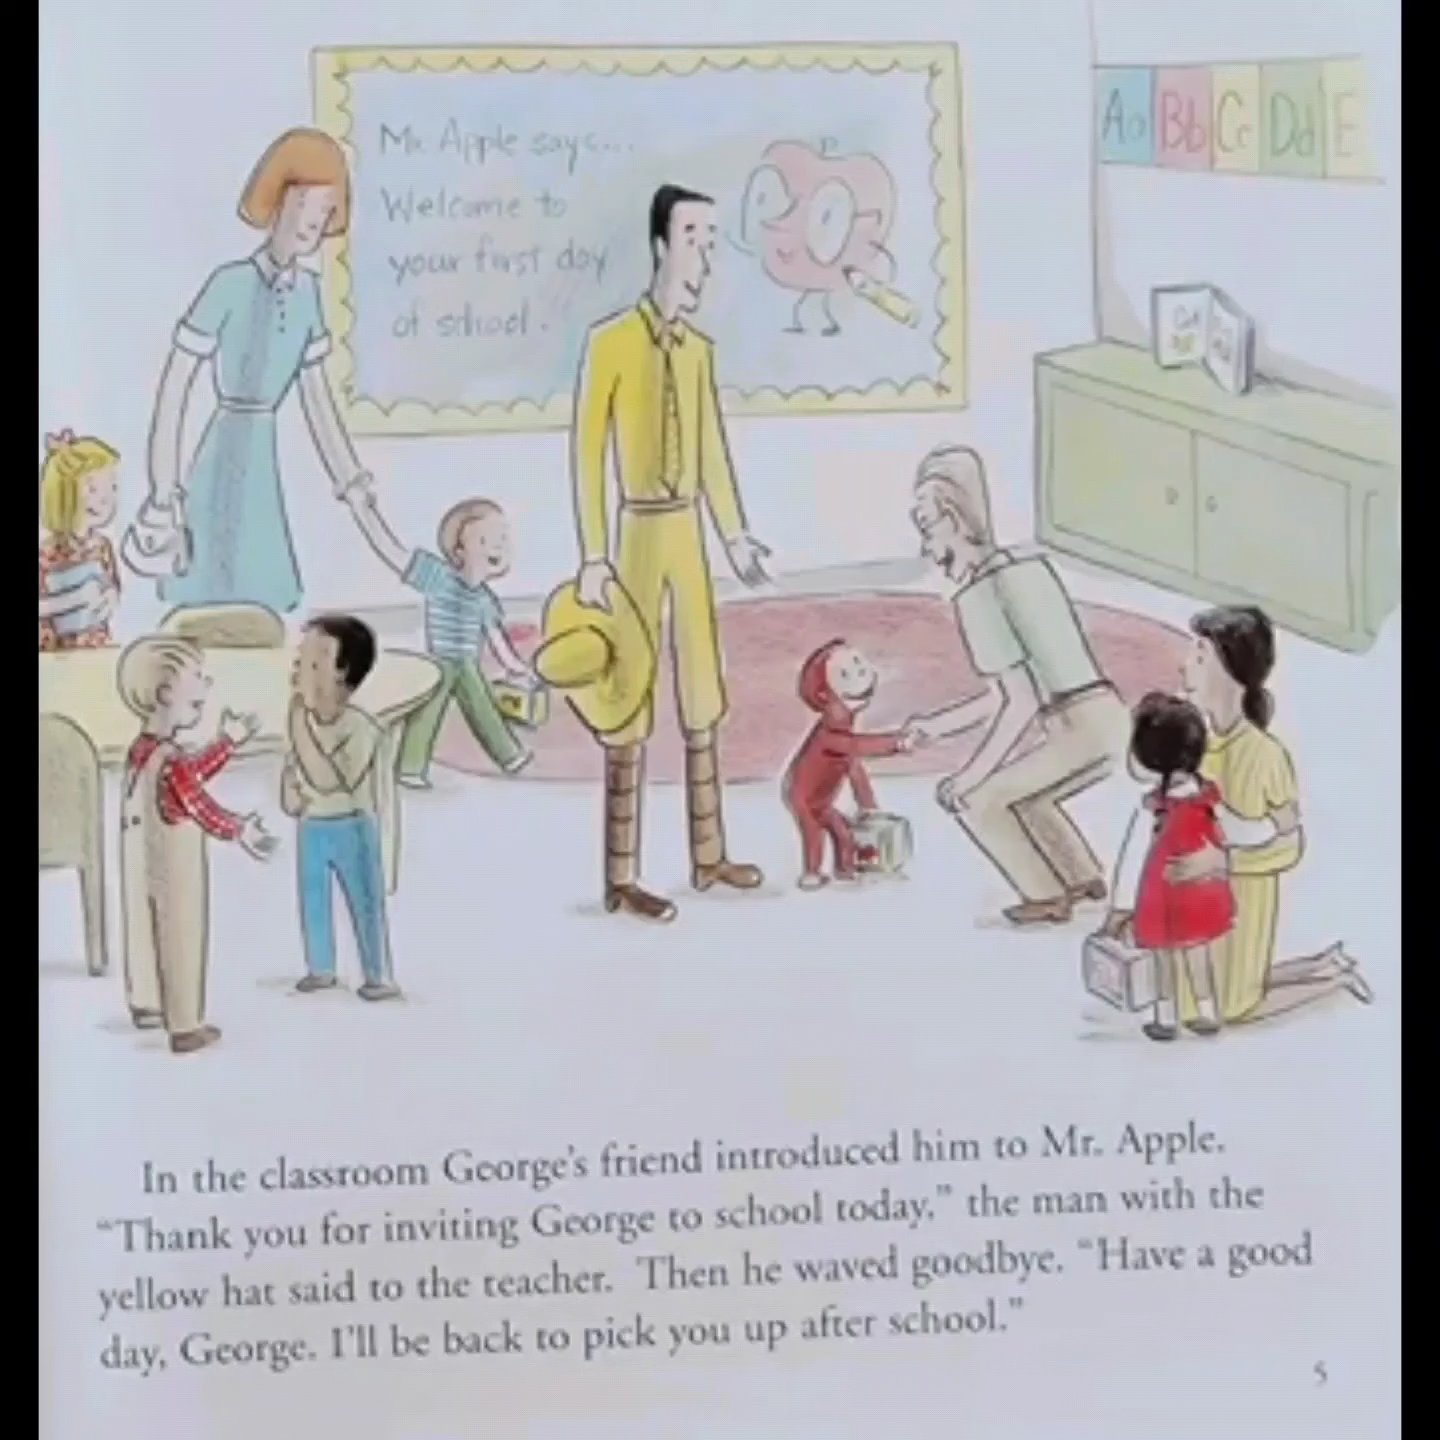 Mr. Apple says...
Welcome to
your first day
of school.
Aa Bb Cc Dd E
In the classroom George's friend introduced him to Mr. Apple.
"Thank you for inviting George to school today," the man with the
yellow hat said to the teacher. Then he waved goodbye. "Have a good
day, George. I'll be back to pick you up after school."
5